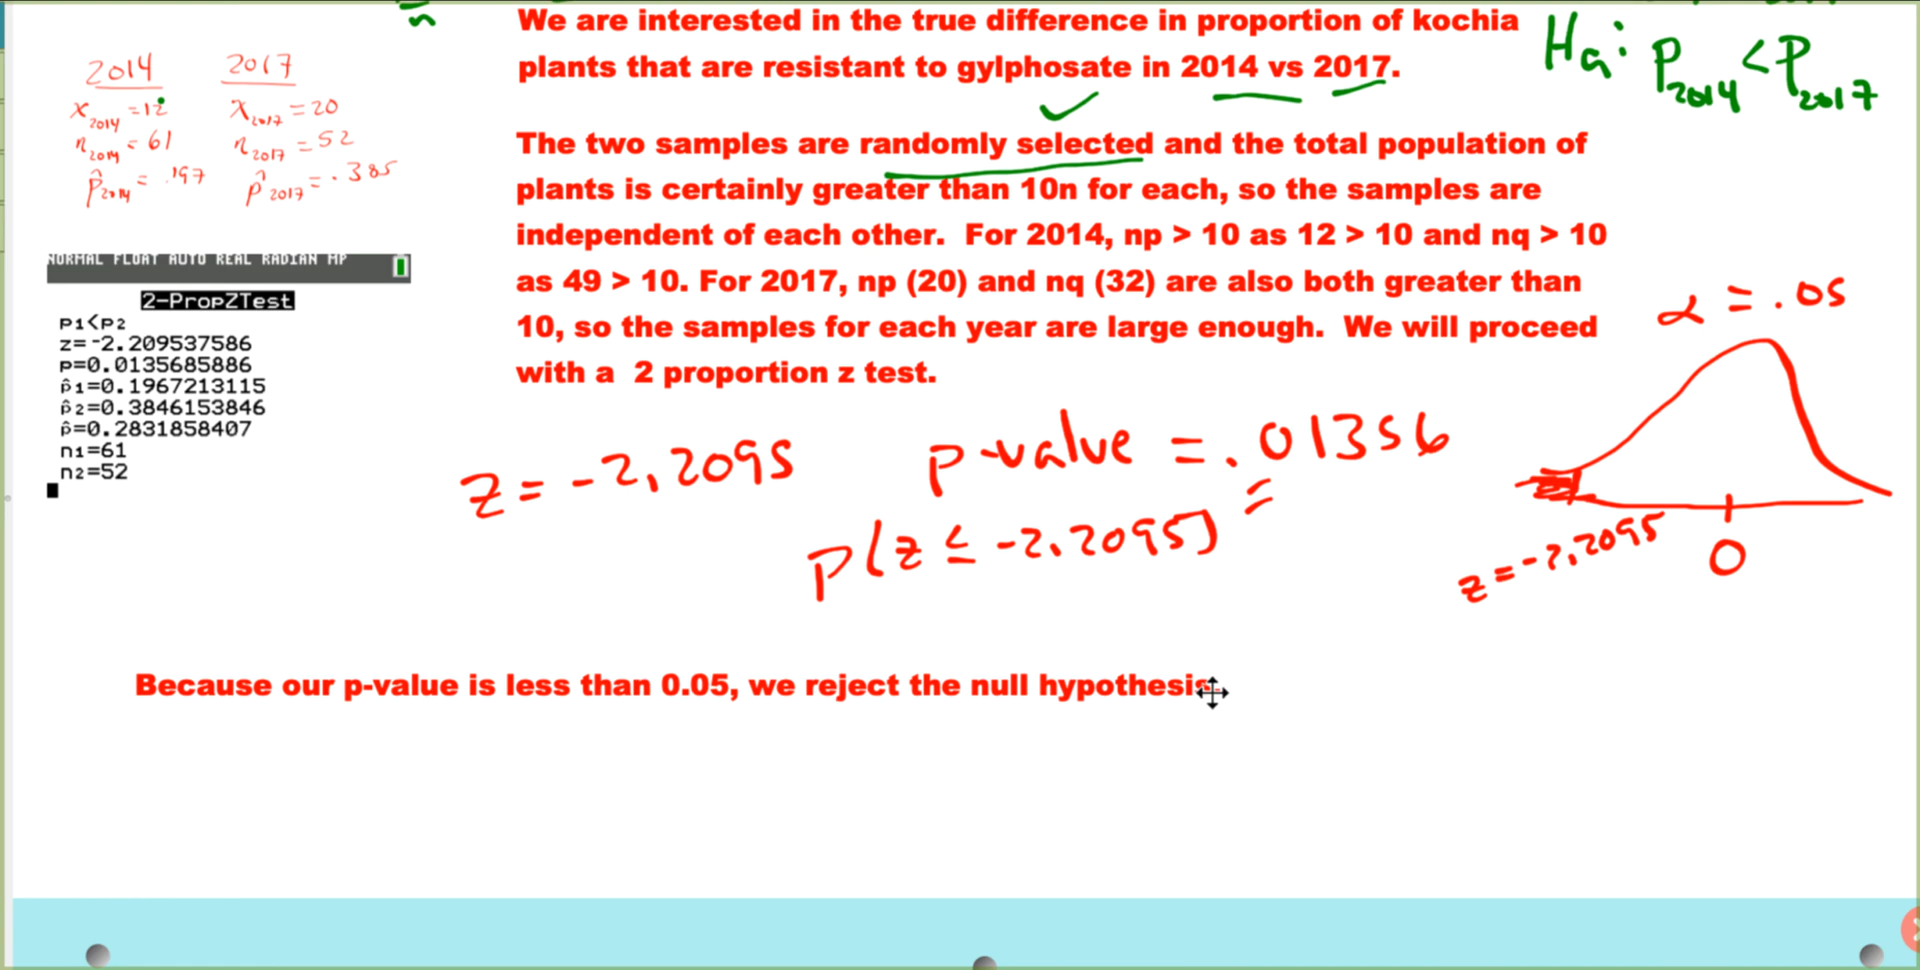 We are interested in the true difference in proportion of kochia
plants that are resistant to gylphosate in 2014 vs 2017.
Ha: P2014 < P2017
2014 2017
x2014 = 12 x2017 = 20
n2014 = 61 n2017 = 52
p̂2014 = .197 p̂2017 = .385
The two samples are randomly selected and the total population of
plants is certainly greater than 10n for each, so the samples are
independent of each other. For 2014, np > 10 as 12 > 10 and nq > 10
as 49 > 10. For 2017, np (20) and nq (32) are also both greater than
10, so the samples for each year are large enough. We will proceed
with a 2 proportion z test.
NORMAL FLOAT AUTO REAL RADIAN MP
2-PropZTest
p1<p2
z=-2.209537586
p=0.0135685886
p̂1=0.1967213115
p̂2=0.3846153846
p̂=0.2831858407
n1=61
n2=52
α = .05
z = -2.2095 p-value = .01356
P(z ≤ -2.2095) =
z = -2.2095 0
Because our p-value is less than 0.05, we reject the null hypothesis.